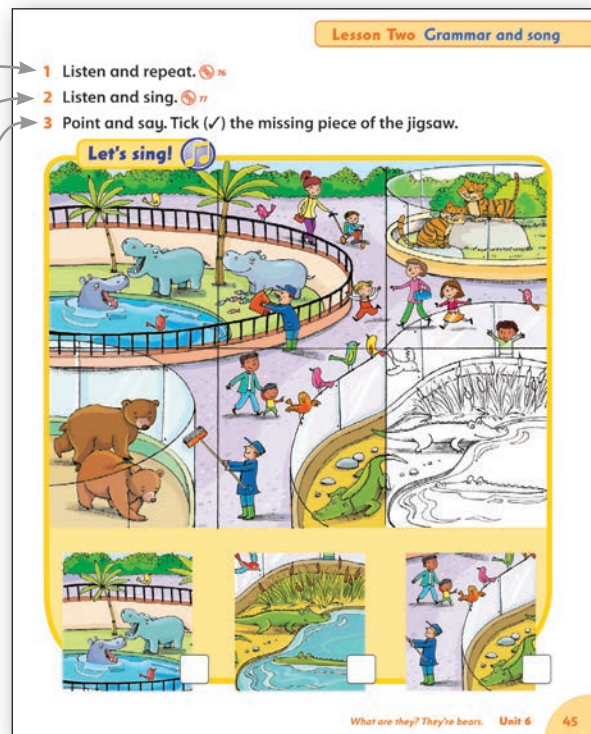 Lesson Two Grammar and song
1 Listen and repeat. 76
2 Listen and sing. 77
3 Point and say. Tick (✓) the missing piece of the jigsaw.
Let's sing!
What are they? They're bears. Unit 6 45